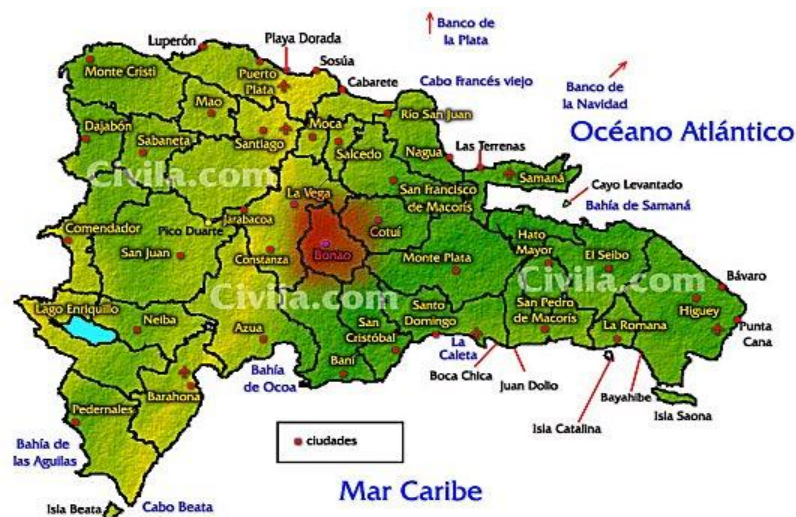 Banco de
la Plata
Luperón
Playa Dorada
Sosúa
Monte Cristi
Puerto
Plata
Cabarete
Cabo Francés viejo
Banco de
la Navidad
Mao
Río San Juan
Océano Atlántico
Dajabón
Sabaneta
Santiago
Moca
Salcedo
Nagua
Las Terrenas
Samaná
Civila.com
San Francisco
de Macorís
Cayo Levantado
Bahía de Samaná
La Vega
Jarabacoa
Pico Duarte
Comendador
San Juan
Constanza
Bonao
Cotuí
Monte Plata
Hato
Mayor
El Seibo
Civila.com
Civila.com
Bávaro
Higuey
Punta
Cana
Lago Enriquillo
Neiba
Azua
San
Cristóbal
Santo
Domingo
San Pedro
de Macorís
La Romana
Baní
La
Caleta
Boca Chica
Juan Dolio
Bahía
de Ocoa
Barahona
Pedernales
Bayahibe
Isla Catalina
Isla Saona
Bahía de
las Aguilas
ciudades
Mar Caribe
Isla Beata
Cabo Beata